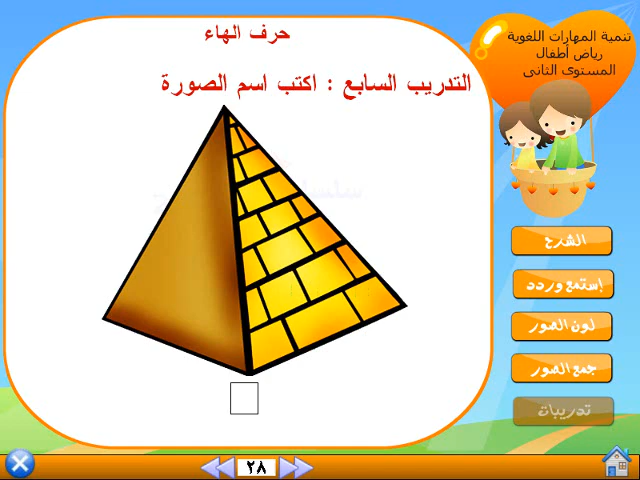 حرف الهاء
التدريب السابع : اكتب اسم الصورة
تنمية المهارات اللغوية
رياض أطفال
المستوى الثانى
الشرح
إستمع وردد
لون الصور
جمع الصور
تدريبات
٢٨